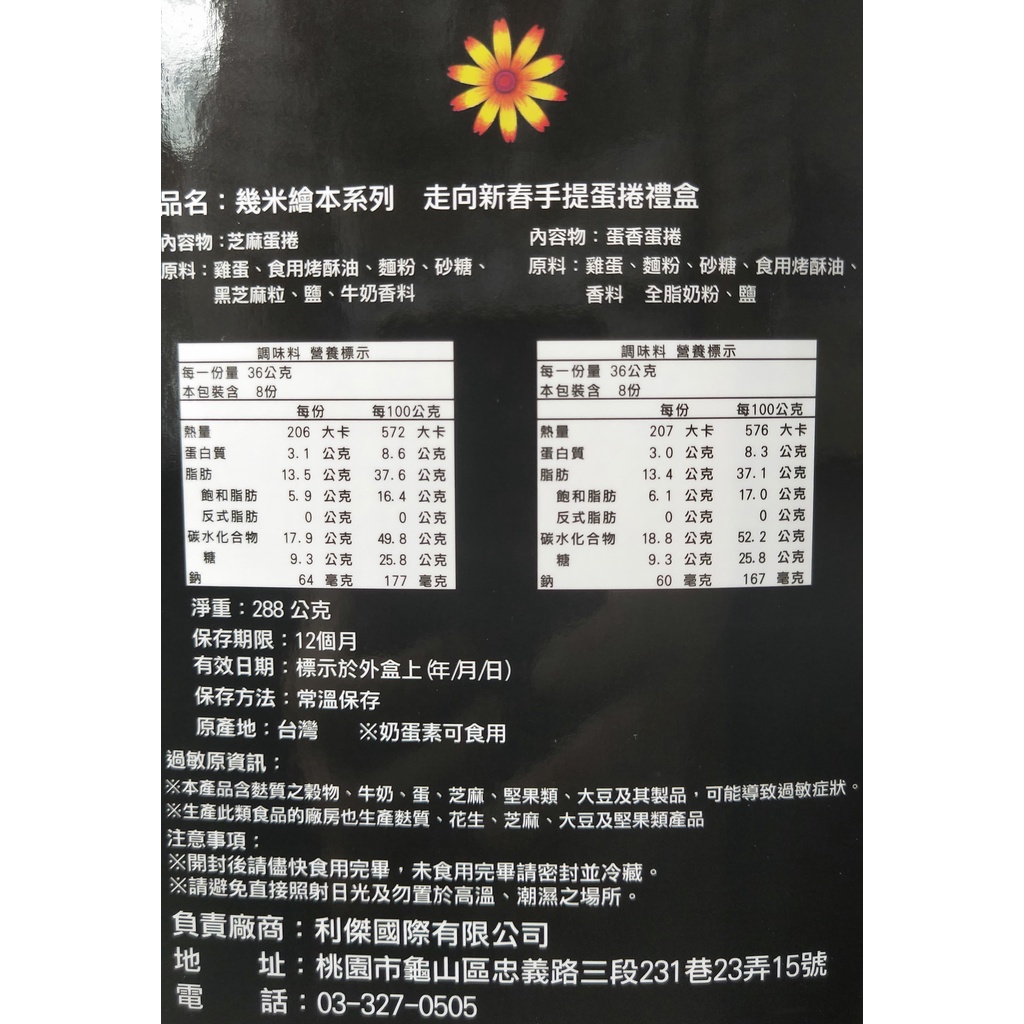 品名：幾米繪本系列　走向新春手提蛋捲禮盒
內容物：芝麻蛋捲
原料：雞蛋、食用烤酥油、麵粉、砂糖、
黑芝麻粒、鹽、牛奶香料
內容物：蛋香蛋捲
原料：雞蛋、麵粉、砂糖、食用烤酥油、
香料　全脂奶粉、鹽
調味料 營養標示
每一份量 36公克
本包裝含 8份
每份 每100公克
熱量 206 大卡 572 大卡
蛋白質 3.1 公克 8.6 公克
脂肪 13.5 公克 37.6 公克
飽和脂肪 5.9 公克 16.4 公克
反式脂肪 0 公克 0 公克
碳水化合物 17.9 公克 49.8 公克
糖 9.3 公克 25.8 公克
鈉 64 毫克 177 毫克
調味料 營養標示
每一份量 36公克
本包裝含 8份
每份 每100公克
熱量 207 大卡 576 大卡
蛋白質 3.0 公克 8.3 公克
脂肪 13.4 公克 37.1 公克
飽和脂肪 6.1 公克 17.0 公克
反式脂肪 0 公克 0 公克
碳水化合物 18.8 公克 52.2 公克
糖 9.3 公克 25.8 公克
鈉 60 毫克 167 毫克
淨重：288 公克
保存期限：12個月
有效日期：標示於外盒上(年/月/日)
保存方法：常溫保存
原產地：台灣　※奶蛋素可食用
過敏原資訊：
※本產品含麩質之穀物、牛奶、蛋、芝麻、堅果類、大豆及其製品，可能導致過敏症狀。
※生產此類食品的廠房也生產麩質、花生、芝麻、大豆及堅果類產品
注意事項：
※開封後請儘快食用完畢，未食用完畢請密封並冷藏。
※請避免直接照射日光及勿置於高溫、潮濕之場所。
負責廠商：利傑國際有限公司
地　址：桃園市龜山區忠義路三段231巷23弄15號
電　話：03-327-0505